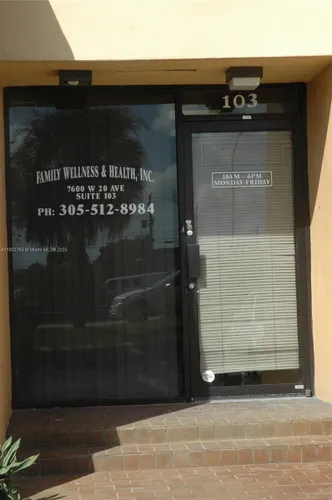 103
FAMILY WELLNESS & HEALTH, INC.
7600 W 20 AVE
SUITE 103
PH: 305-512-8984
10AM - 6PM
MONDAY-FRIDAY